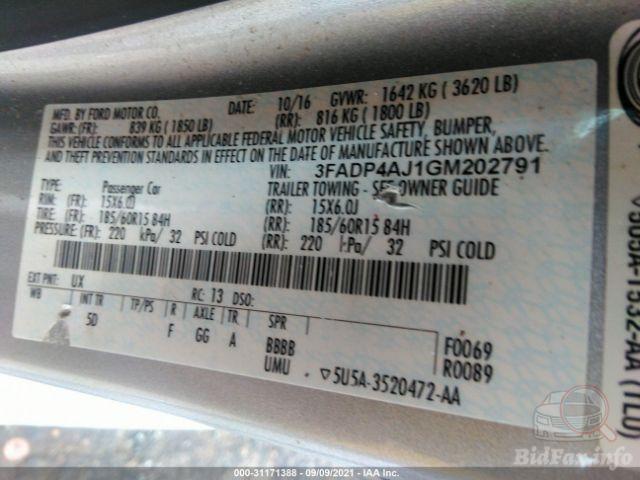 MFD. BY FORD MOTOR CO.
DATE: 10/16 GVWR: 1642 KG ( 3620 LB)
GAWR: (FR): 839 KG ( 1850 LB) (RR): 816 KG ( 1800 LB)
THIS VEHICLE CONFORMS TO ALL APPLICABLE FEDERAL MOTOR VEHICLE SAFETY, BUMPER,
AND THEFT PREVENTION STANDARDS IN EFFECT ON THE DATE OF MANUFACTURE SHOWN ABOVE.
VIN: 3FADP4AJ1GM202791
TYPE: Passenger Car TRAILER TOWING - SEE OWNER GUIDE
RIM: (FR): 15X6.0J (RR): 15X6.0J
TIRE: (FR): 185/60R15 84H (RR): 185/60R15 84H
PRESSURE: (FR): 220 kPa/ 32 PSI COLD (RR): 220 kPa/ 32 PSI COLD
EXT PNT: UX RC: 13 DSO:
WB INT TR TP/PS R AXLE TR SPR
5D F GG A BBBB F0069
UMU R0089
▽5U5A-3520472-AA
000-31171388 - 09/09/2021 - IAA Inc.
BidFax.info